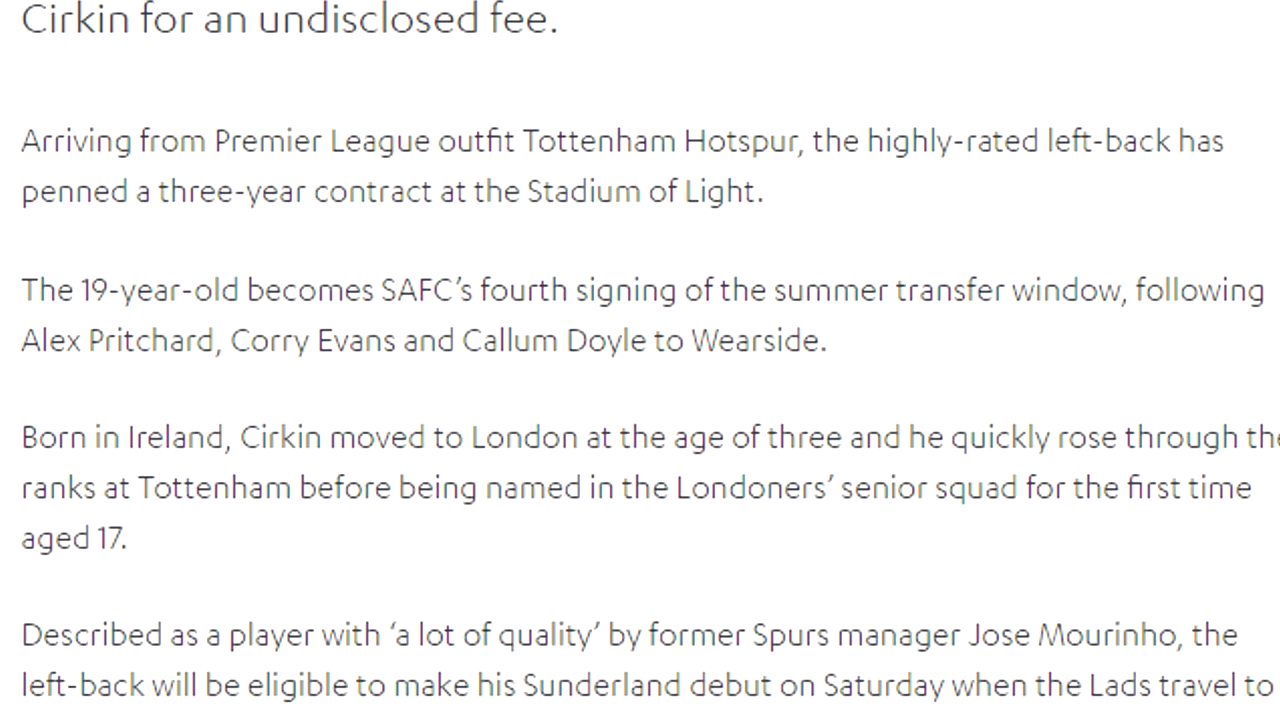 Cirkin for an undisclosed fee.
Arriving from Premier League outfit Tottenham Hotspur, the highly-rated left-back has
penned a three-year contract at the Stadium of Light.
The 19-year-old becomes SAFC’s fourth signing of the summer transfer window, following
Alex Pritchard, Corry Evans and Callum Doyle to Wearside.
Born in Ireland, Cirkin moved to London at the age of three and he quickly rose through the
ranks at Tottenham before being named in the Londoners’ senior squad for the first time
aged 17.
Described as a player with ‘a lot of quality’ by former Spurs manager Jose Mourinho, the
left-back will be eligible to make his Sunderland debut on Saturday when the Lads travel to